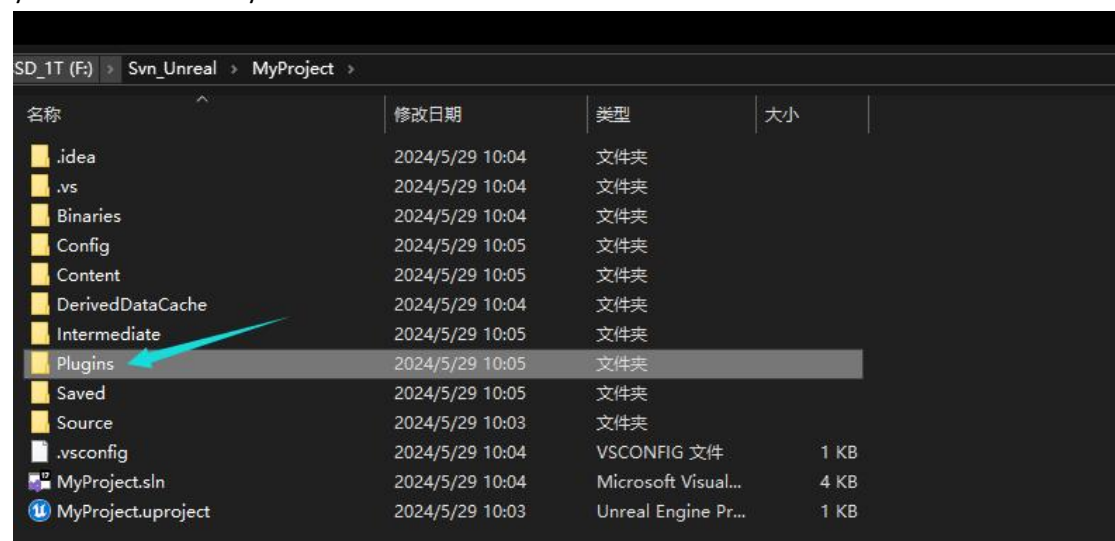 SD_1T (F:) > Svn_Unreal > MyProject >
名称 修改日期 类型 大小
.idea 2024/5/29 10:04 文件夹
.vs 2024/5/29 10:04 文件夹
Binaries 2024/5/29 10:04 文件夹
Config 2024/5/29 10:05 文件夹
Content 2024/5/29 10:05 文件夹
DerivedDataCache 2024/5/29 10:04 文件夹
Intermediate 2024/5/29 10:05 文件夹
Plugins 2024/5/29 10:05 文件夹
Saved 2024/5/29 10:05 文件夹
Source 2024/5/29 10:03 文件夹
.vsconfig 2024/5/29 10:04 VSCONFIG 文件 1 KB
MyProject.sln 2024/5/29 10:04 Microsoft Visual... 4 KB
MyProject.uproject 2024/5/29 10:03 Unreal Engine Pr... 1 KB